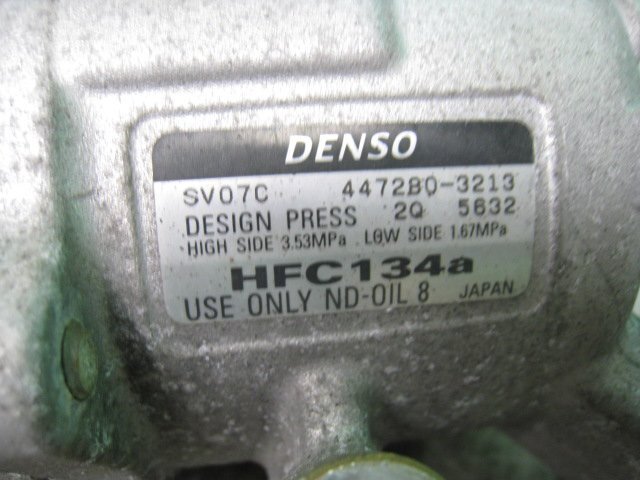 DENSO
SV07C 447280-3213
DESIGN PRESS 2Q 5632
HIGH SIDE 3.53MPa LOW SIDE 1.67MPa
HFC134a
USE ONLY ND-OIL 8 JAPAN